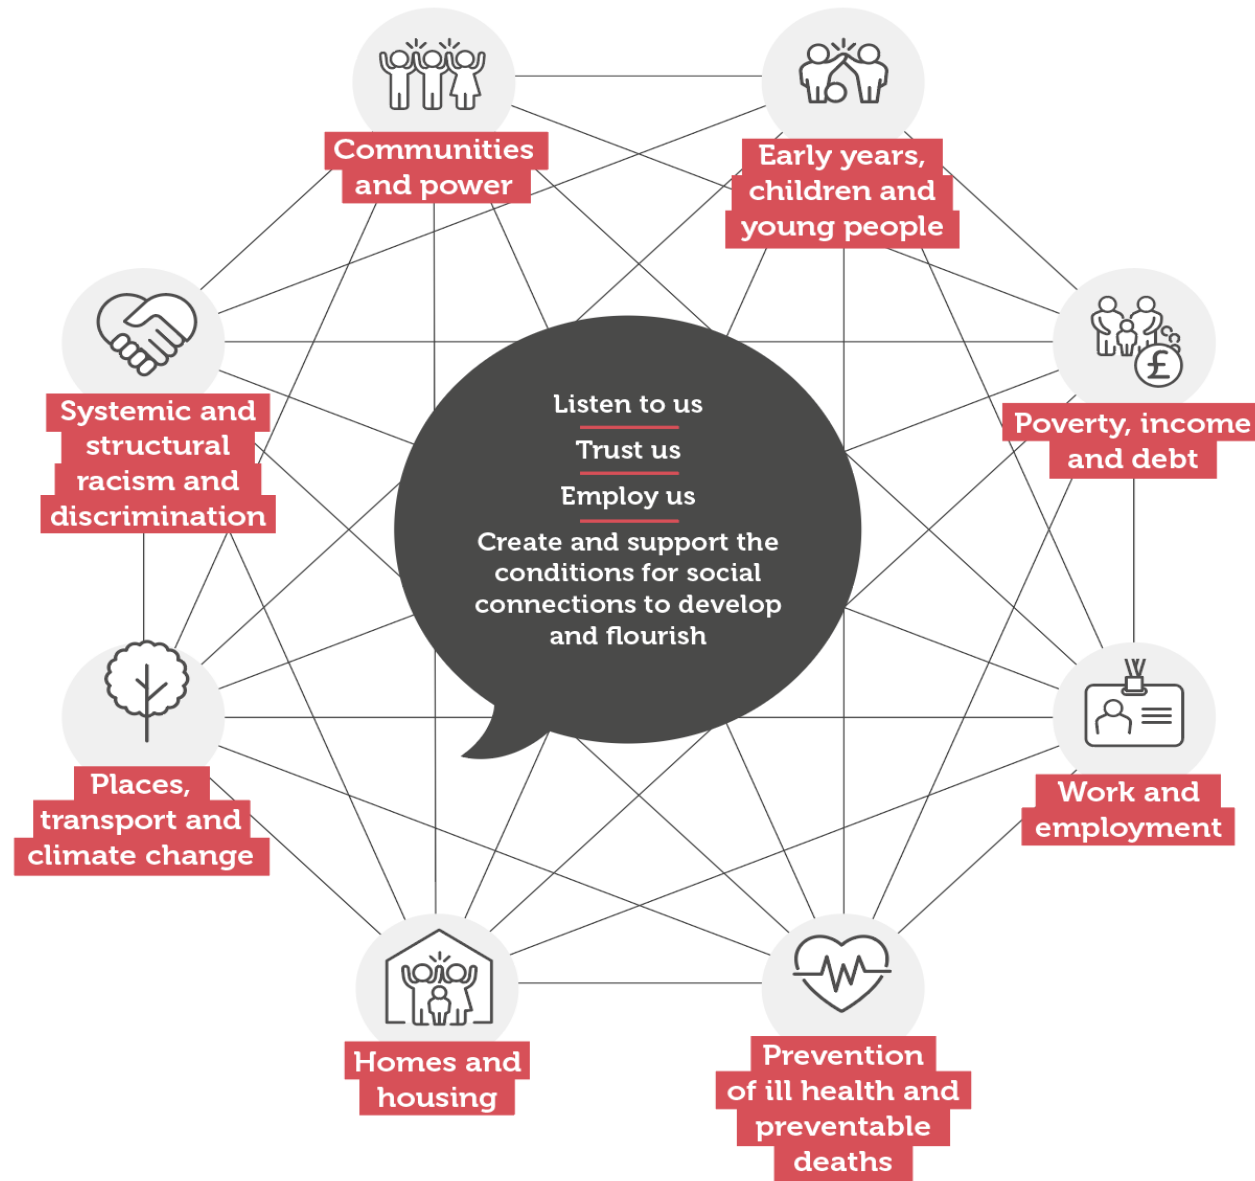 Communities
and power
Early years,
children and
young people
Systemic and
structural
racism and
discrimination
Listen to us
Trust us
Employ us
Create and support the
conditions for social
connections to develop
and flourish
£
Poverty, income
and debt
Places,
transport and
climate change
Work and
employment
Homes and
housing
Prevention
of ill health and
preventable
deaths